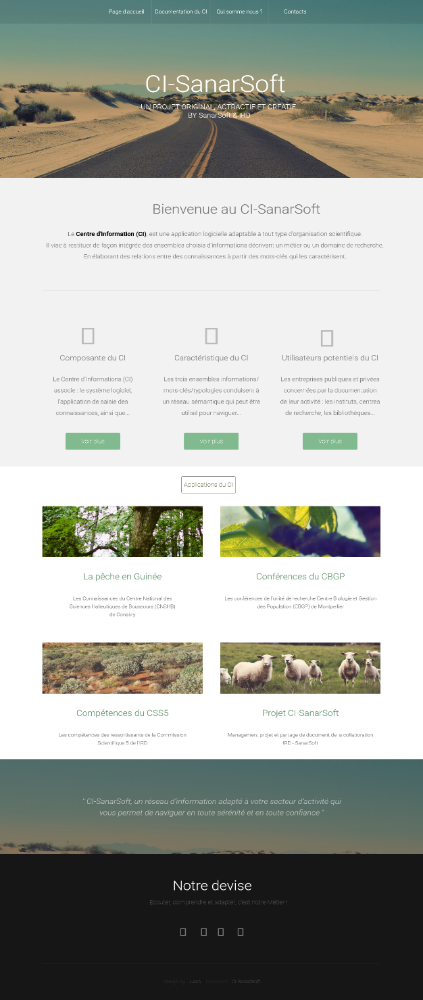 Page d'accueil
Documentation du CI
Qui somme nous ?
Contacts
CI-SanarSoft
UN PROJET ORIGINAL, ACTRACTIF ET CREATIF
BY SanarSoft & IRD
Bienvenue au CI-SanarSoft
Le Centre d'Information (CI), est une application logicielle adaptable à tout type d'organisation scientifique.
Il vise à restituer de façon intégrée des ensembles choisis d'informations décrivant un métier ou un domaine de recherche.
En élaborant des relations entre des connaissances à partir des mots-clés qui les caractérisent.
Composante du CI
Le Centre d'Informations (CI)
associe : le système logiciel,
l'application de saisie des
connaissances, ainsi que...
Voir plus
Caractéristique du CI
Les trois ensembles informations/
mots-clés/typologies conduisent à
un réseau sémantique qui peut être
utilisé pour naviguer...
Voir plus
Utilisateurs potentiels du CI
Les entreprises publiques et privées
concernées par la documentation
de leur activité : les instituts, centres
de recherche, les bibliothèques...
Voir plus
Applications du CI
La pêche en Guinée
Les Connaissances du Centre National des
Sciences Halieutiques de Boussoura (CNSHB)
de Conakry
Conférences du CBGP
Les conférences de l'unité de recherche Centre Biologie et Gestion
des Population (CBGP) de Montpellier
Compétences du CSS5
Les compétences des ressortissants de la Commission
Scientifique 5 de l'IRD
Projet CI-SanarSoft
Management projet et partage de document de la collaboration
IRD - SanarSoft
" CI-SanarSoft, un réseau d'information adapté à votre secteur d'activité qui
vous permet de naviguer en toute sérénité et en toute confiance "
Notre devise
Ecouter, comprendre et adapter, c'est notre Métier !
Design by Jules Copyright CI-SanarSoft